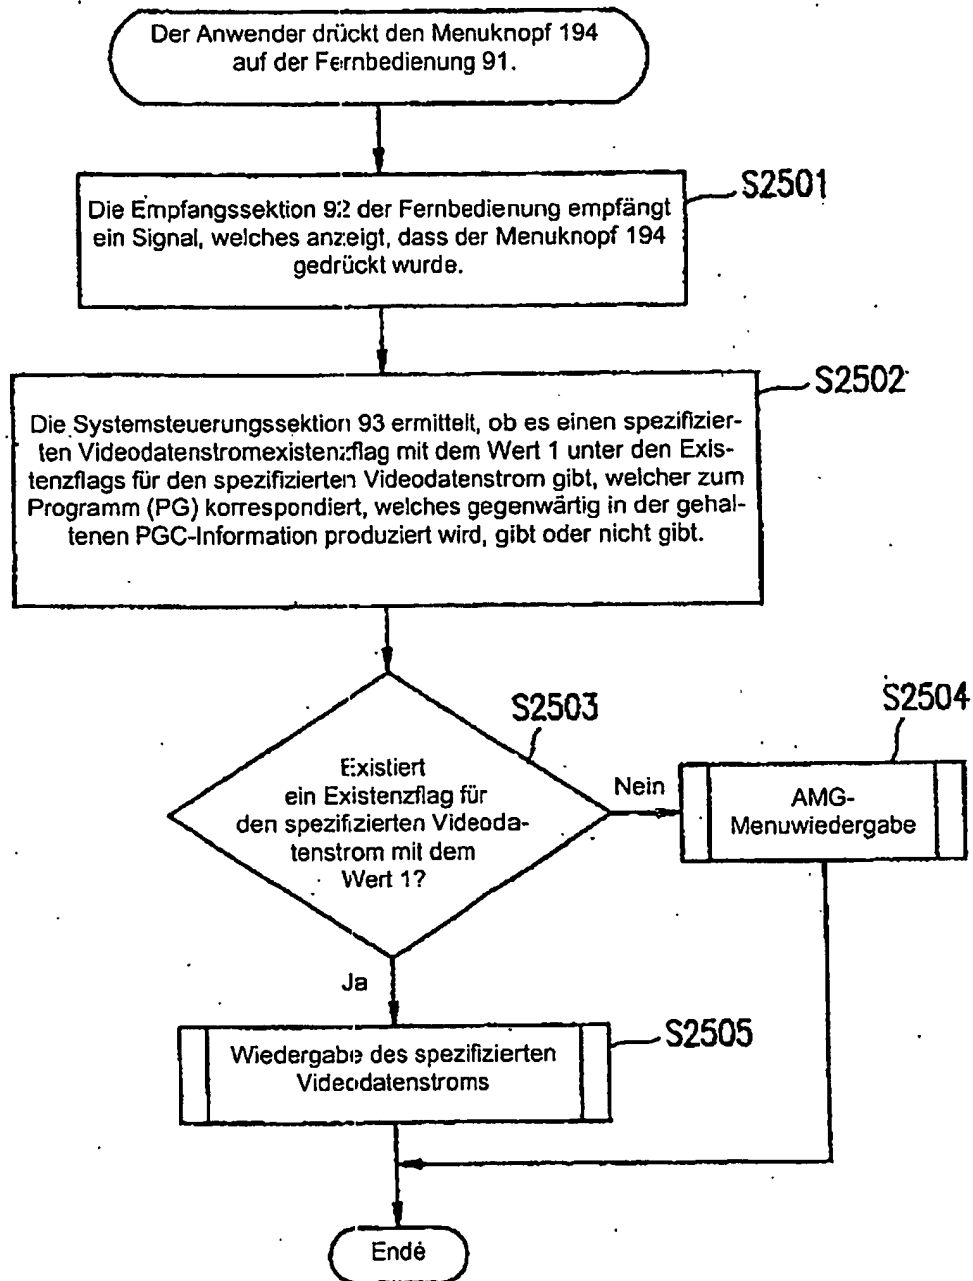 Der Anwender drückt den Menuknopf 194
auf der Fernbedienung 91.
S2501
Die Empfangssektion 92 der Fernbedienung empfängt
ein Signal, welches anzeigt, dass der Menuknopf 194
gedrückt wurde.
S2502
Die Systemsteuerungssektion 93 ermittelt, ob es einen spezifizier-
ten Videodatenstromexistenzflag mit dem Wert 1 unter den Exis-
tenzflags für den spezifizierten Videodatenstrom gibt, welcher zum
Programm (PG) korrespondiert, welches gegenwärtig in der gehal-
tenen PGC-Information produziert wird, gibt oder nicht gibt.
S2503
Existiert
ein Existenzflag für
den spezifizierten Videoda-
tenstrom mit dem
Wert 1?
Nein
S2504
AMG-
Menuwiedergabe
Ja
S2505
Wiedergabe des spezifizierten
Videodatenstroms
Ende